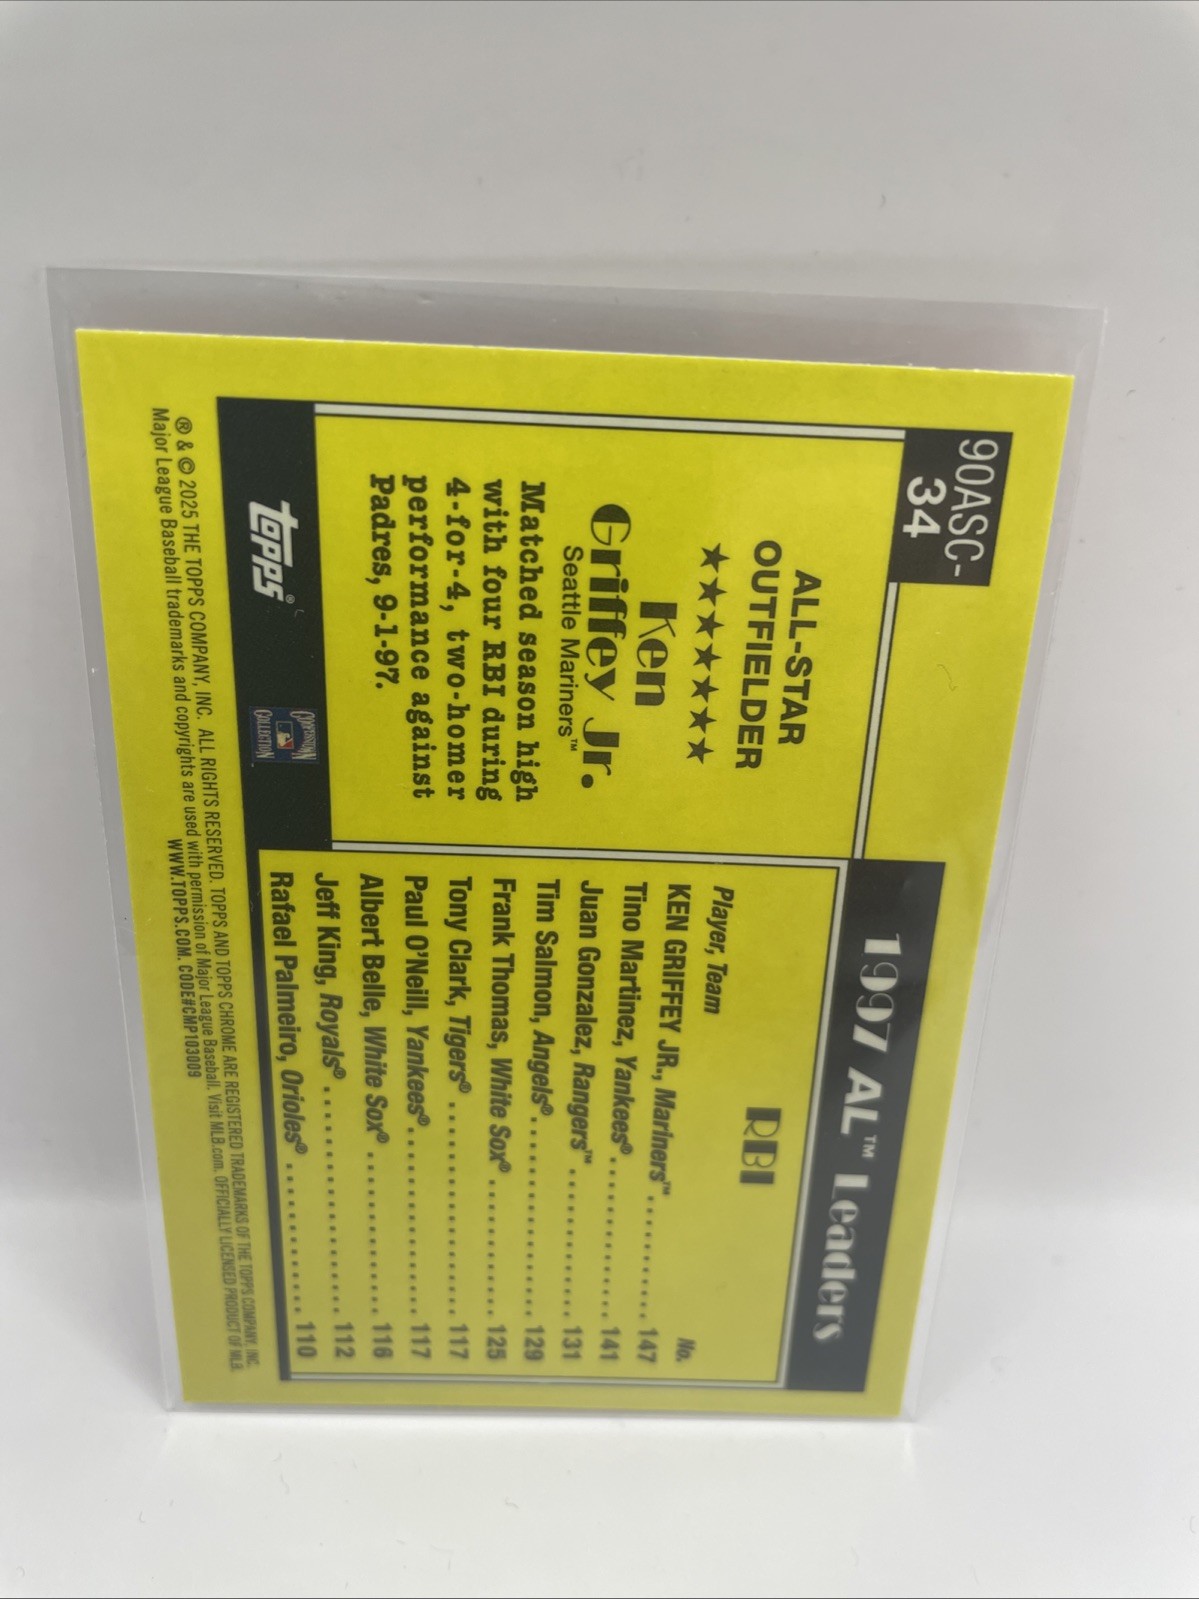 90ASC-
34
ALL-STAR
OUTFIELDER
★★★★★★
Ken
Griffey Jr.
Seattle Mariners™
Matched season high
with four RBI during
4-for-4, two-homer
performance against
Padres, 9-1-97.
topps®
COOPERSTOWN
COLLECTION
1997 AL™ Leaders
RBI
Player, Team No.
KEN GRIFFEY JR., Mariners™ . . . . . . . . . . 147
Tino Martinez, Yankees® . . . . . . . . . . . . . 141
Juan Gonzalez, Rangers™ . . . . . . . . . . . . 131
Tim Salmon, Angels® . . . . . . . . . . . . . . . . 129
Frank Thomas, White Sox® . . . . . . . . . . . 125
Tony Clark, Tigers® . . . . . . . . . . . . . . . . . 117
Paul O'Neill, Yankees® . . . . . . . . . . . . . . . 117
Albert Belle, White Sox® . . . . . . . . . . . . . 116
Jeff King, Royals® . . . . . . . . . . . . . . . . . . 112
Rafael Palmeiro, Orioles® . . . . . . . . . . . . 110
® & © 2025 THE TOPPS COMPANY, INC. ALL RIGHTS RESERVED. TOPPS AND TOPPS CHROME ARE REGISTERED TRADEMARKS OF THE TOPPS COMPANY, INC.
Major League Baseball trademarks and copyrights are used with permission of Major League Baseball. Visit MLB.com. OFFICIALLY LICENSED PRODUCT OF MLB.
WWW.TOPPS.COM. CODE#CMP103009